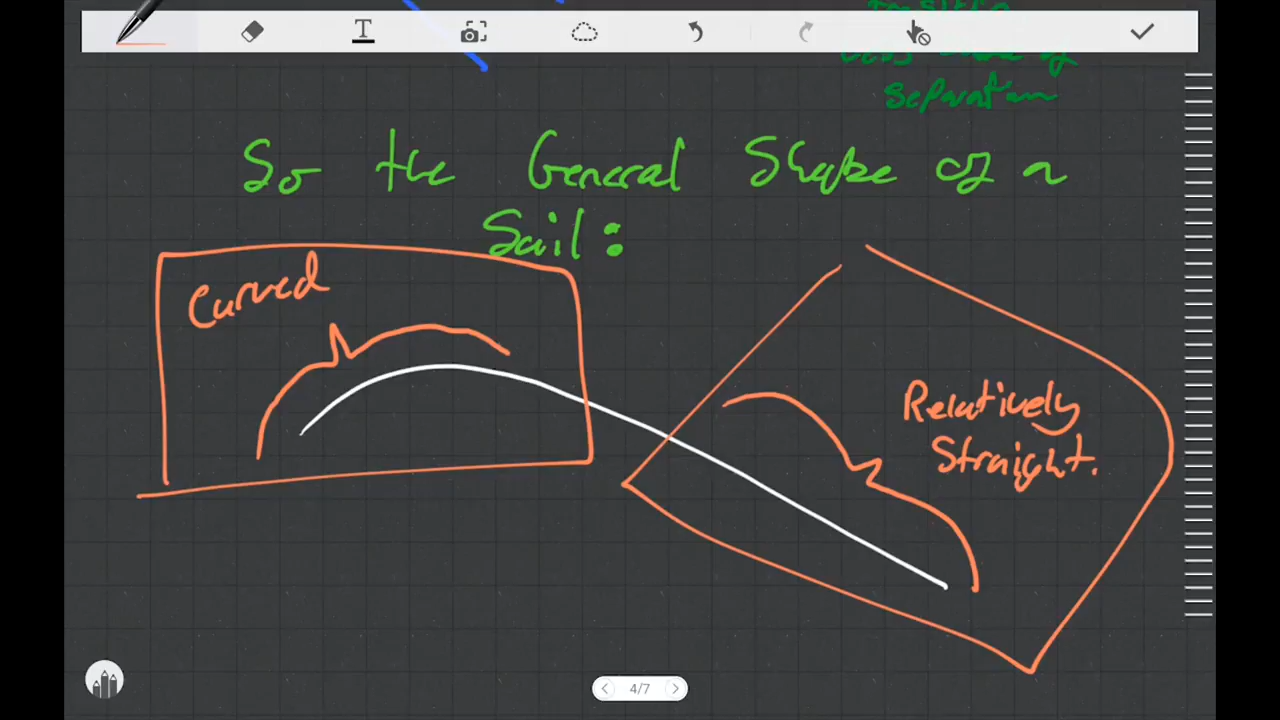 separation
So the General Shape of a
Sail:
Curved
Relatively
Straight.
4/7